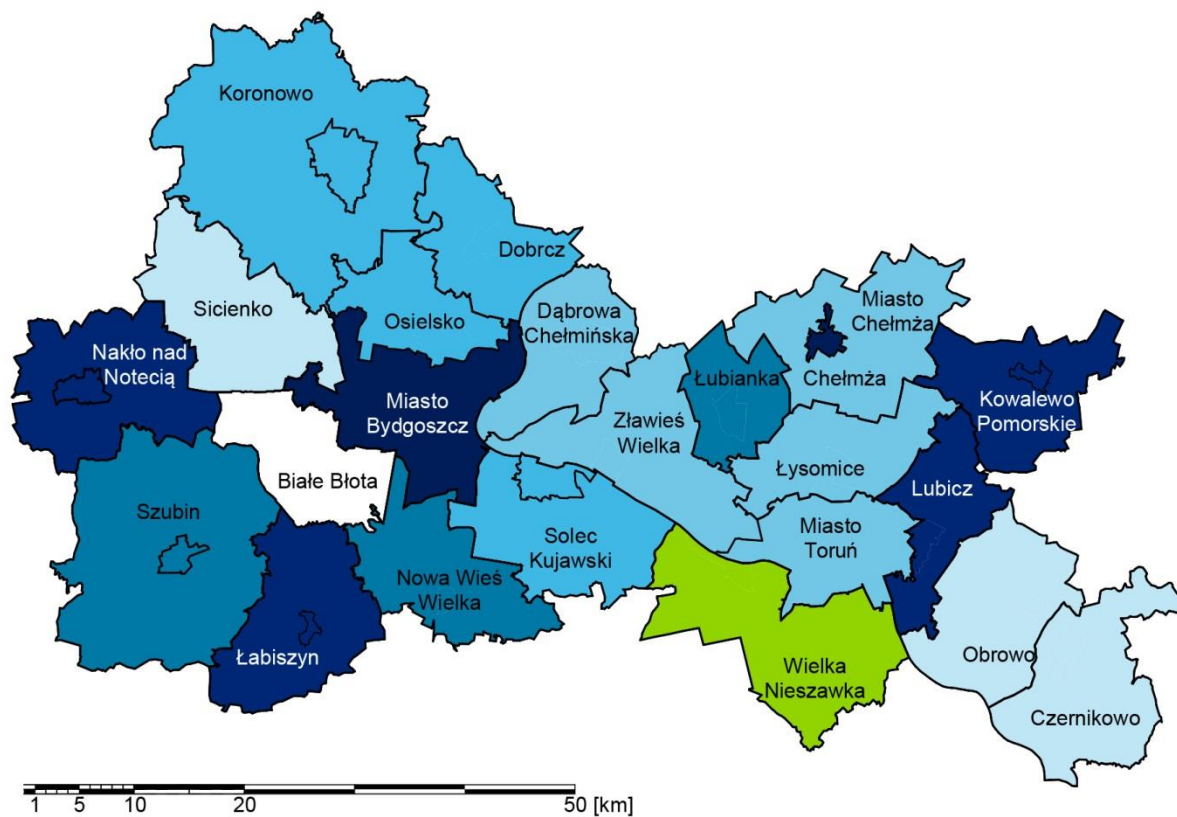 Koronowo
Dobrcz
Sicienko
Osielsko
Dąbrowa
Chełmińska
Miasto
Chełmża
Nakło nad
Notecią
Łubianka
Chełmża
Kowalewo
Pomorskie
Miasto
Bydgoszcz
Zławieś
Wielka
Łysomice
Lubicz
Białe Błota
Szubin
Solec
Kujawski
Miasto
Toruń
Nowa Wieś
Wielka
Łabiszyn
Wielka
Nieszawka
Obrowo
Czernikowo
1 5 10 20 50 [km]